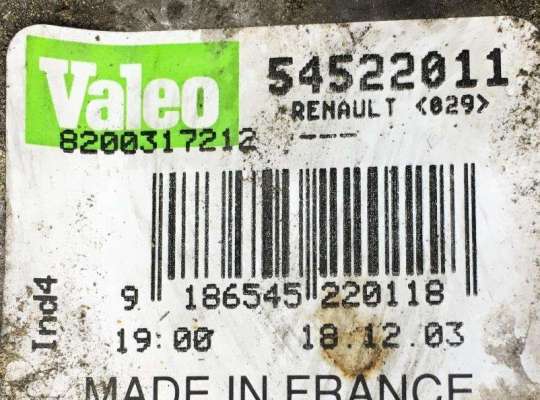 Valeo 54522011
RENAULT <029>
8200317212
Ind4
9 186545 220118
19:00 18.12.03
MADE IN FRANCE